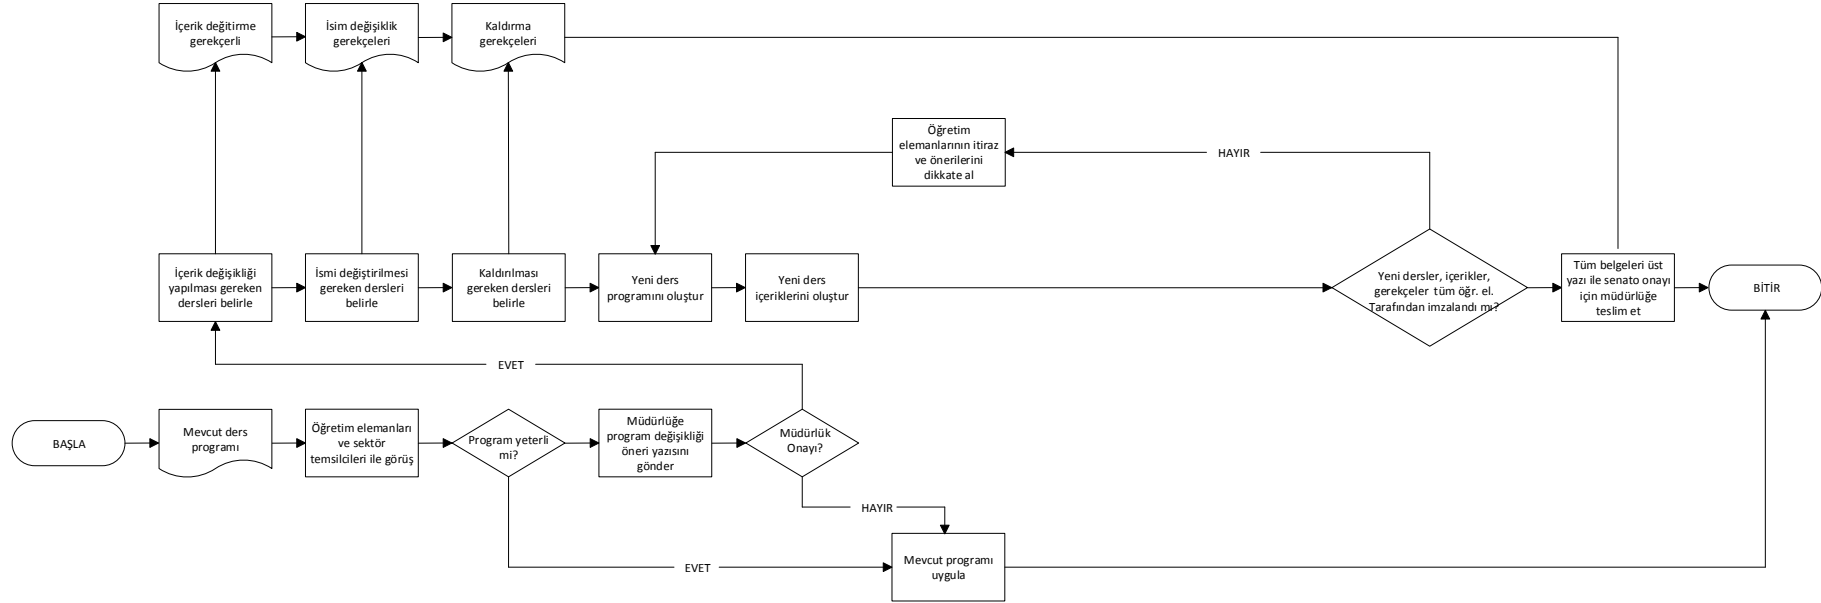 İçerik değitirme
gerekçerli
İsim değişiklik
gerekçeleri
Kaldırma
gerekçeleri
Öğretim
elemanlarının itiraz
ve önerilerini
dikkate al
HAYIR
İçerik değişikliği
yapılması gereken
dersleri belirle
İsmi değiştirilmesi
gereken dersleri
belirle
Kaldırılması
gereken dersleri
belirle
Yeni ders
programını oluştur
Yeni ders
içeriklerini oluştur
Yeni dersler, içerikler,
gerekçeler tüm öğr. el.
Tarafından imzalandı mı?
Tüm belgeleri üst
yazı ile senato onayı
için müdürlüğe
teslim et
BİTİR
EVET
BAŞLA
Mevcut ders
programı
Öğretim elemanları
ve sektör
temsilcileri ile görüş
Program yeterli
mi?
Müdürlüğe
program değişikliği
öneri yazısını
gönder
Müdürlük
Onayı?
HAYIR
EVET
Mevcut programı
uygula